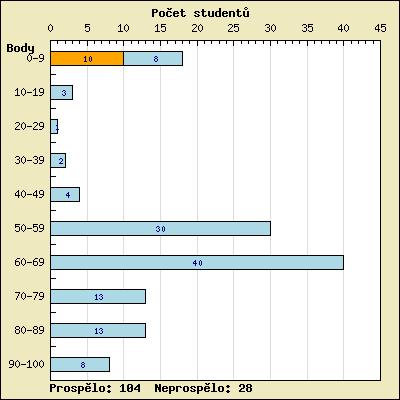 Počet studentů
0 5 10 15 20 25 30 35 40 45
Body
0-9 10 8
10-19 3
20-29 1
30-39 2
40-49 4
50-59 30
60-69 40
70-79 13
80-89 13
90-100 8
Prospělo: 104 Neprospělo: 28